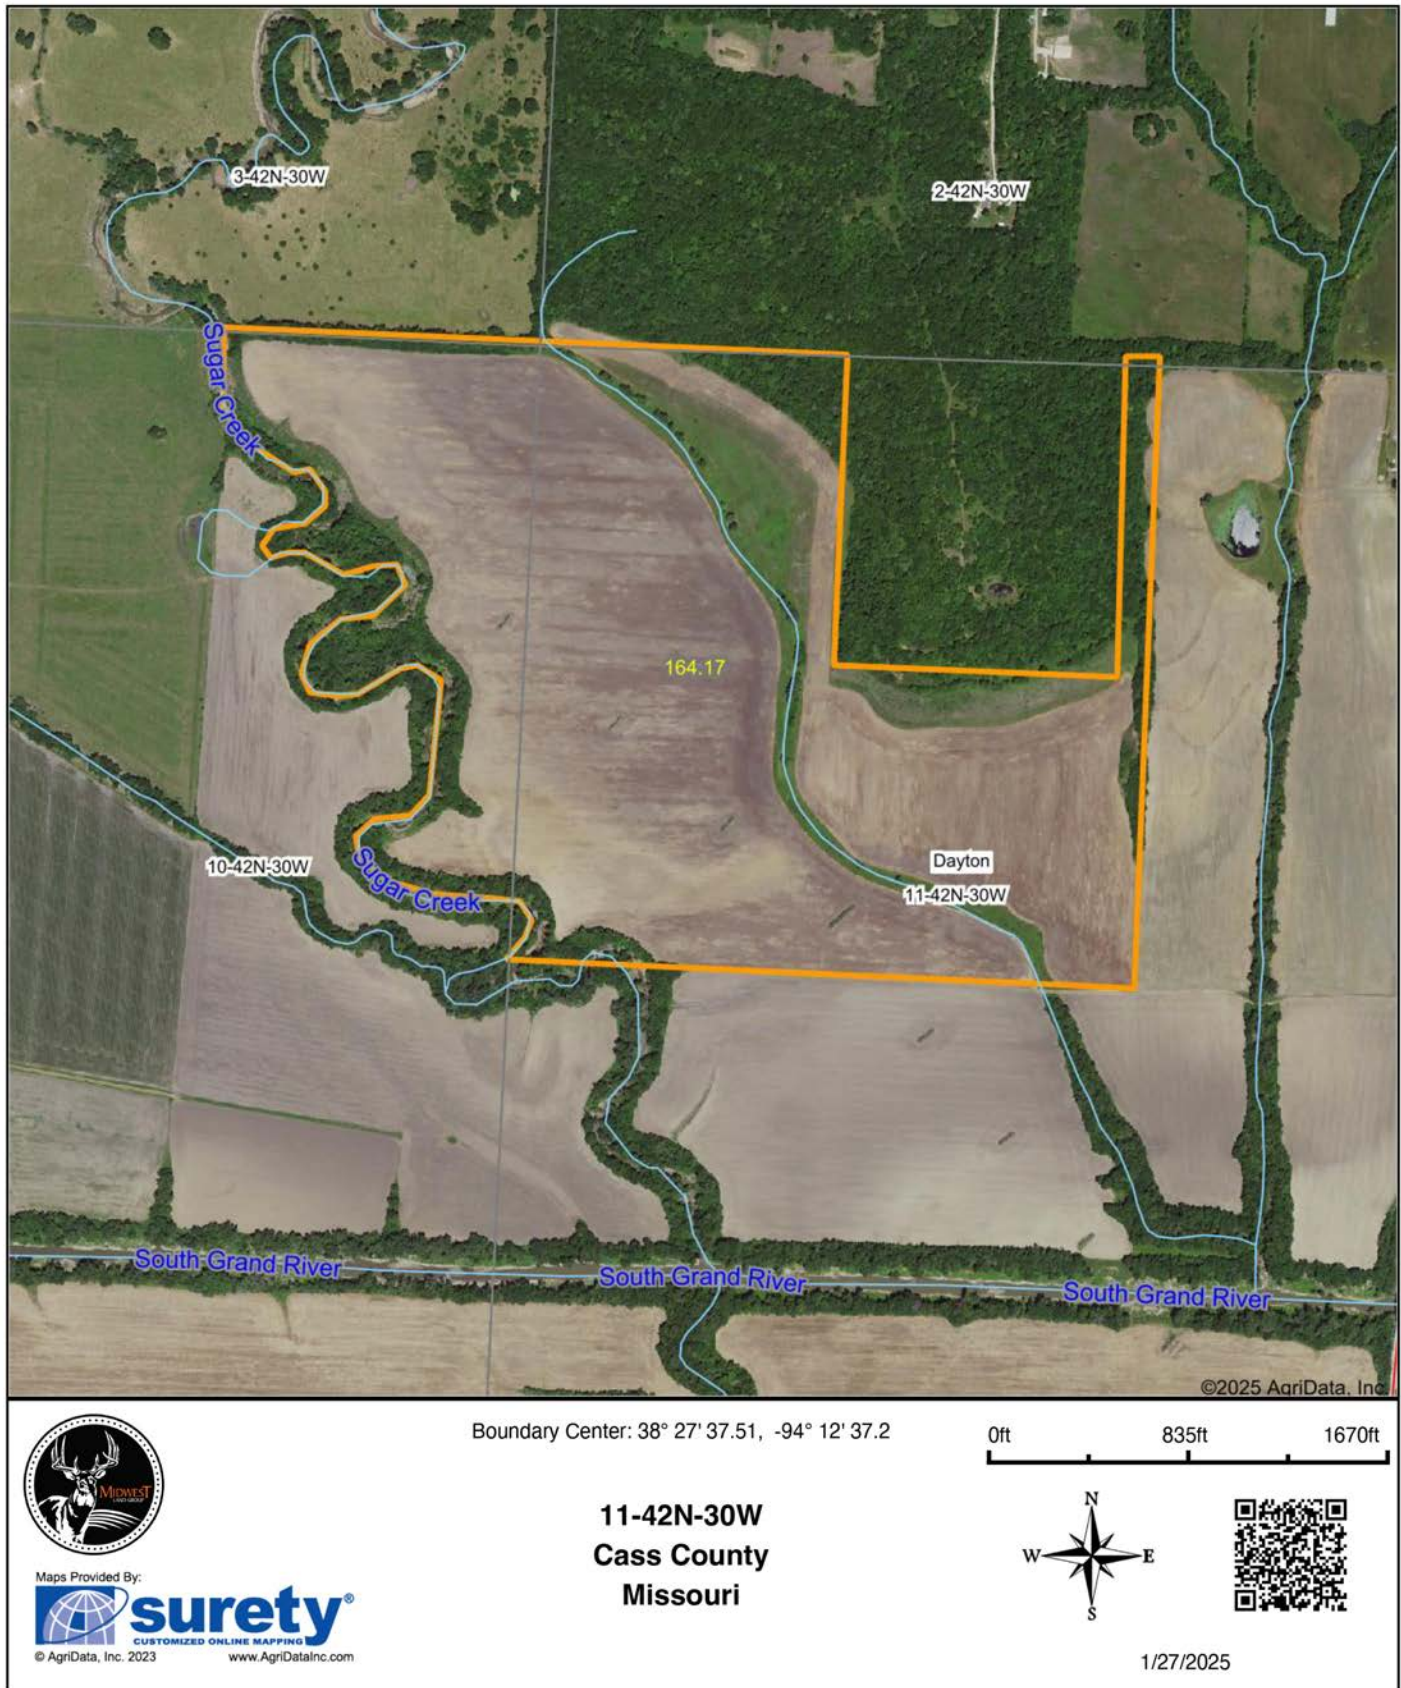 3-42N-30W
2-42N-30W
Sugar Creek
164.17
Dayton
10-42N-30W
11-42N-30W
Sugar Creek
South Grand River
South Grand River
South Grand River
©2025 AgriData, Inc.
Boundary Center: 38° 27' 37.51, -94° 12' 37.2
0ft 835ft 1670ft
MIDWEST
LAND GROUP
11-42N-30W
Cass County
Missouri
N
W E
S
Maps Provided By:
surety®
CUSTOMIZED ONLINE MAPPING
© AgriData, Inc. 2023 www.AgriDataInc.com
1/27/2025